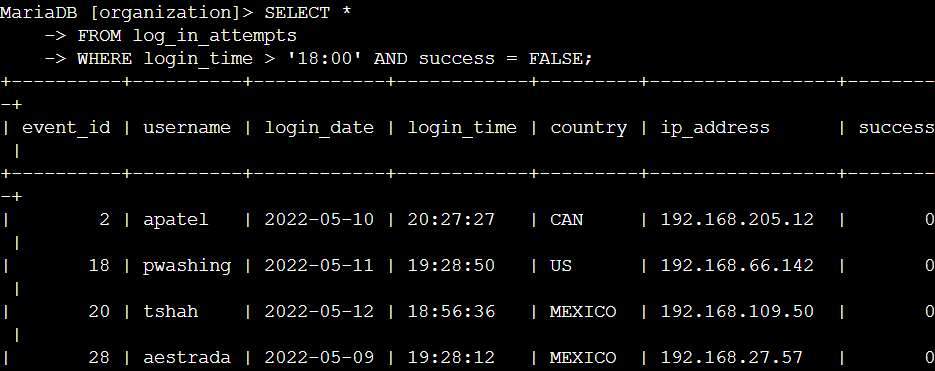 MariaDB [organization]> SELECT *
    -> FROM log_in_attempts
    -> WHERE login_time > '18:00' AND success = FALSE;
+----------+----------+------------+------------+---------+----------------+--------
-+
| event_id | username | login_date | login_time | country | ip_address     | success
 |
+----------+----------+------------+------------+---------+----------------+--------
-+
|        2 | apatel   | 2022-05-10 | 20:27:27   | CAN     | 192.168.205.12 |       0
 |
|       18 | pwashing | 2022-05-11 | 19:28:50   | US      | 192.168.66.142 |       0
 |
|       20 | tshah    | 2022-05-12 | 18:56:36   | MEXICO  | 192.168.109.50 |       0
 |
|       28 | aestrada | 2022-05-09 | 19:28:12   | MEXICO  | 192.168.27.57  |       0